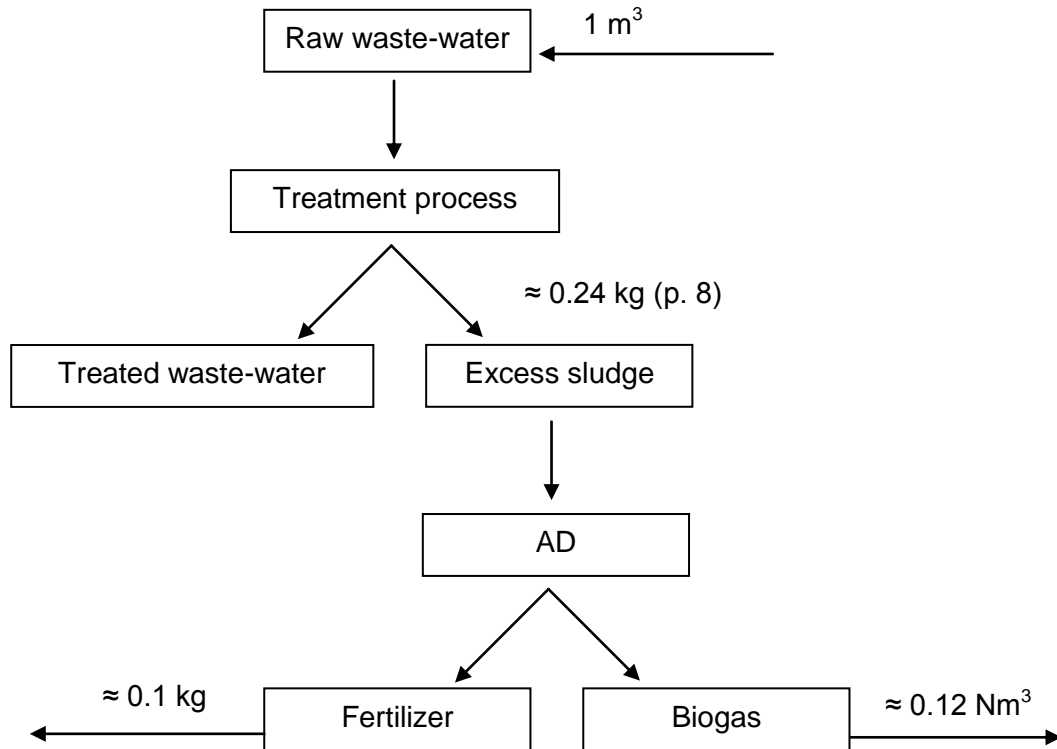 Raw waste-water
1 m³
Treatment process
≈ 0.24 kg (p. 8)
Treated waste-water
Excess sludge
AD
≈ 0.1 kg
Fertilizer
Biogas
≈ 0.12 Nm³